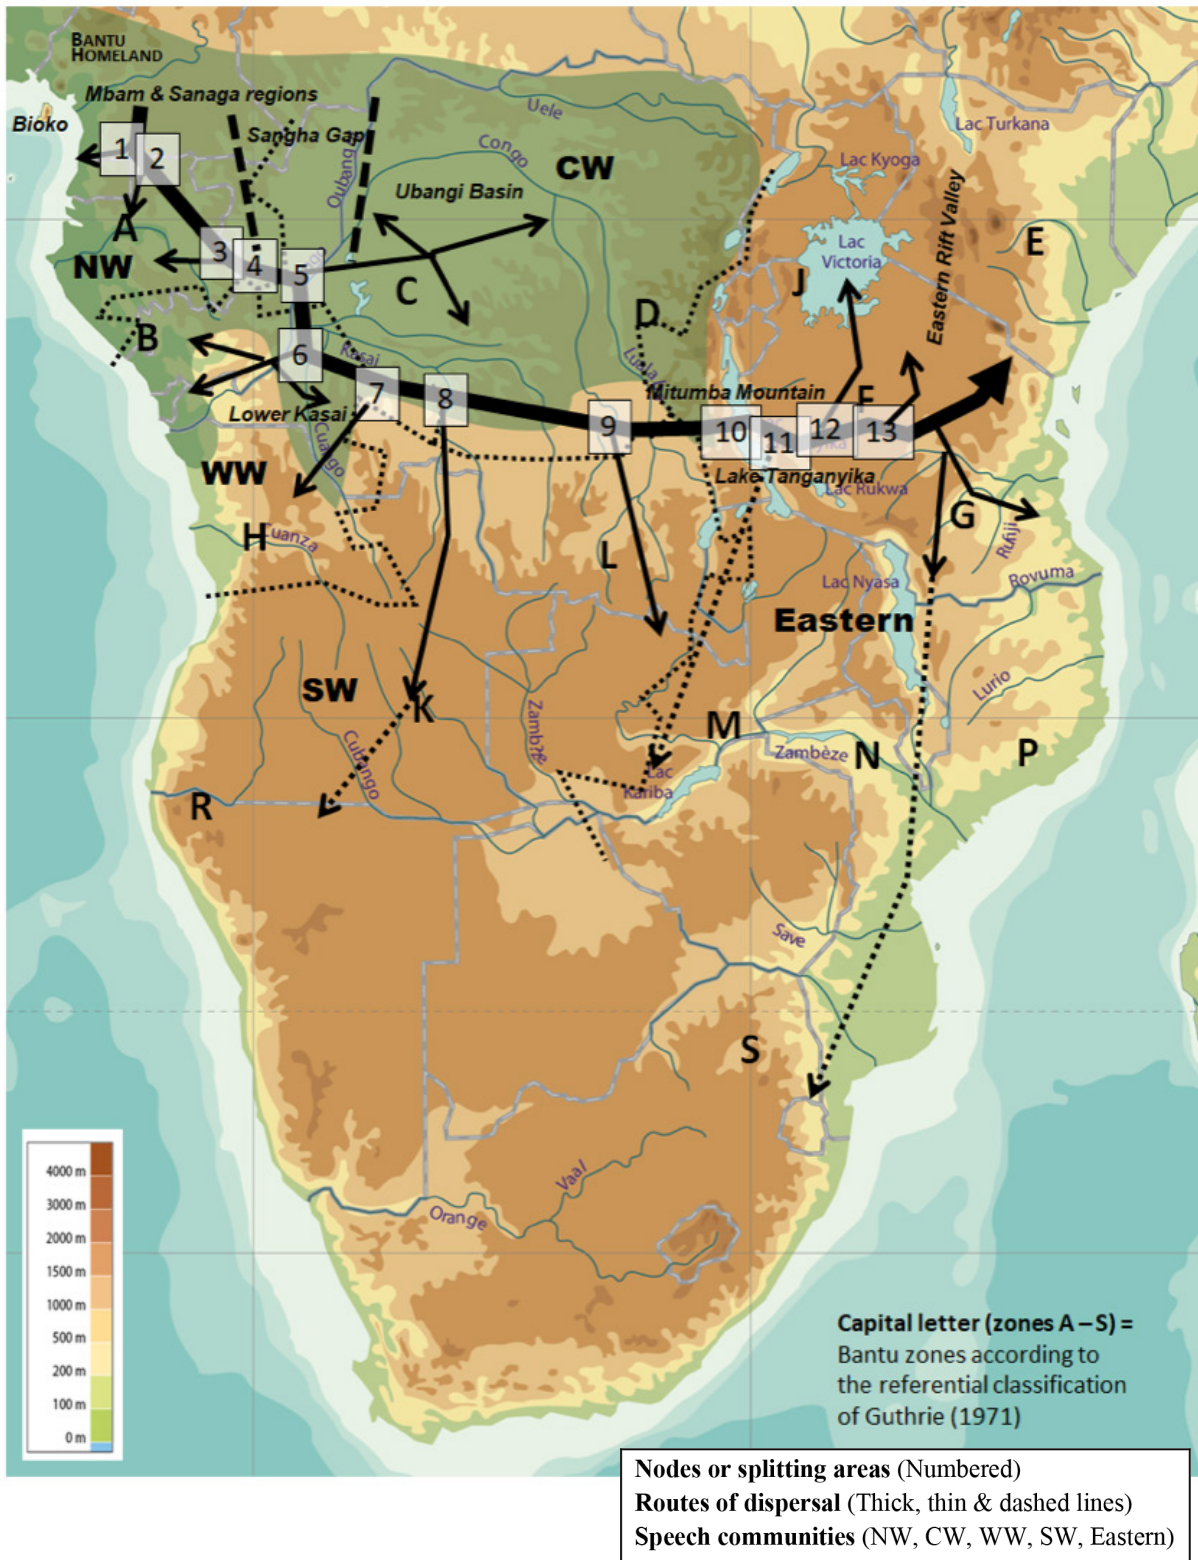 BANTU
HOMELAND
Mbam & Sanaga regions
Bioko
Sangha Gap
Uele
Oubangui
Congo
CW
Ubangi Basin
Lac Turkana
Lac Kyoga
Eastern Rift Valley
Lac
Victoria
1
2
A
NW
3
4
5
C
E
J
D
B
6
Kasai
Lower Kasai
7
8
9
Lulua
Mitumba Mountain
F
10
11
12
13
Lake Tanganyika
Lac Rukwa
Cuango
WW
H
Cuanza
L
G
Rufiji
Lac Nyasa
Rovuma
Eastern
SW
K
Lurio
Cubango
Zambèze
M
Zambèze
N
P
Lac
Kariba
R
Save
S
Vaal
Orange
4000 m
3000 m
2000 m
1500 m
1000 m
500 m
200 m
100 m
0 m
Capital letter (zones A – S) =
Bantu zones according to
the referential classification
of Guthrie (1971)
Nodes or splitting areas (Numbered)
Routes of dispersal (Thick, thin & dashed lines)
Speech communities (NW, CW, WW, SW, Eastern)